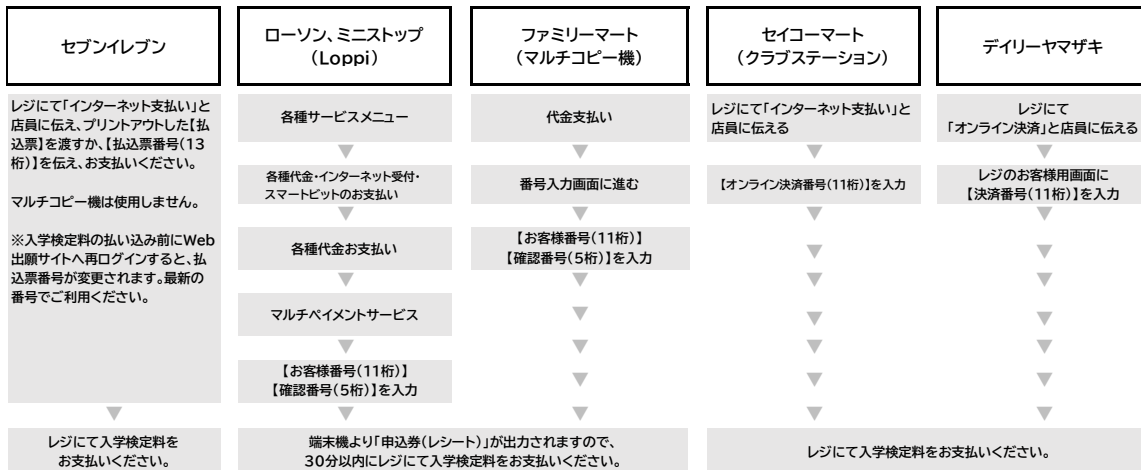 セブンイレブン
レジにて「インターネット支払い」と
店員に伝え、プリントアウトした【払
込票】を渡すか、【払込票番号(13
桁)】を伝え、お支払いください。
マルチコピー機は使用しません。
※入学検定料の払い込み前にWeb
出願サイトへ再ログインすると、払
込票番号が変更されます。最新の
番号でご利用ください。
レジにて入学検定料を
お支払いください。
ローソン、ミニストップ
(Loppi)
各種サービスメニュー
各種代金・インターネット受付・
スマートピットのお支払い
各種代金お支払い
マルチペイメントサービス
【お客様番号(11桁)】
【確認番号(5桁)】を入力
ファミリーマート
(マルチコピー機)
代金支払い
番号入力画面に進む
【お客様番号(11桁)】
【確認番号(5桁)】を入力
端末機より「申込券(レシート)」が出力されますので、
30分以内にレジにて入学検定料をお支払いください。
セイコーマート
(クラブステーション)
レジにて「インターネット支払い」と
店員に伝える
【オンライン決済番号(11桁)】を入力
デイリーヤマザキ
レジにて
「オンライン決済」と店員に伝える
レジのお客様用画面に
【決済番号(11桁)】を入力
レジにて入学検定料をお支払いください。